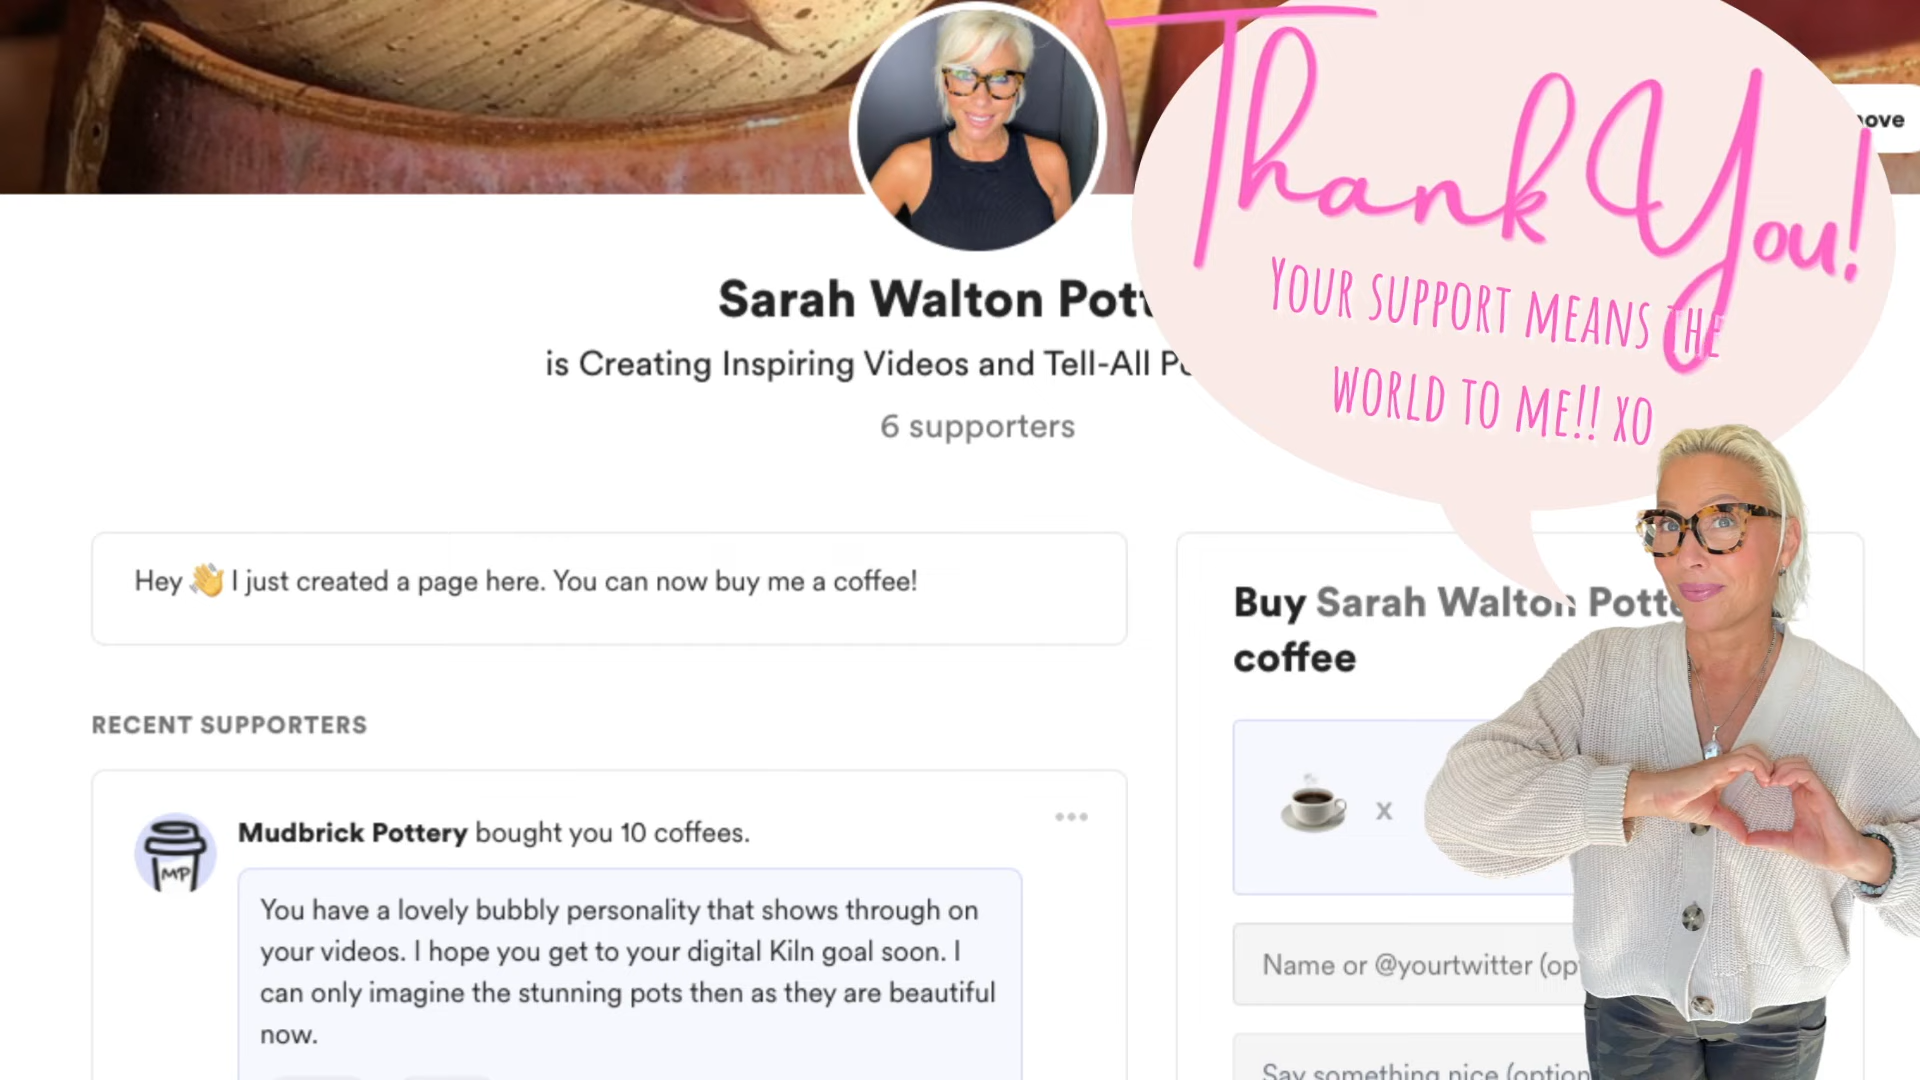 Thank You!
YOUR SUPPORT MEANS THE
WORLD TO ME!! XO
Sarah Walton
is Creating Inspiring Videos and Tell-All
6 supporters
Hey 👋 I just created a page here. You can now buy me a coffee!
Buy Sarah Walton
coffee
RECENT SUPPORTERS
X
Mudbrick Pottery bought you 10 coffees.
MP
You have a lovely bubbly personality that shows through on
your videos. I hope you get to your digital Kiln goal soon. I
can only imagine the stunning pots then as they are beautiful
now.
Name or @yourtwitter
Say something nice